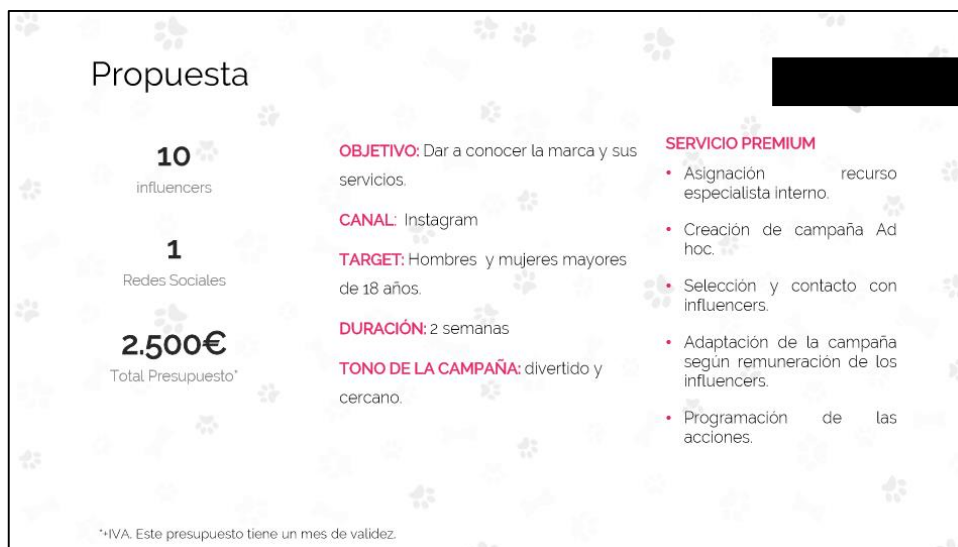 Propuesta
10
influencers
1
Redes Sociales
2.500€
Total Presupuesto*
OBJETIVO: Dar a conocer la marca y sus
servicios.
CANAL: Instagram
TARGET: Hombres y mujeres mayores
de 18 años.
DURACIÓN: 2 semanas
TONO DE LA CAMPAÑA: divertido y
cercano.
SERVICIO PREMIUM
• Asignación recurso
especialista interno.
• Creación de campaña Ad
hoc.
• Selección y contacto con
influencers.
• Adaptación de la campaña
según remuneración de los
influencers.
• Programación de las
acciones.
*+IVA. Este presupuesto tiene un mes de validez.